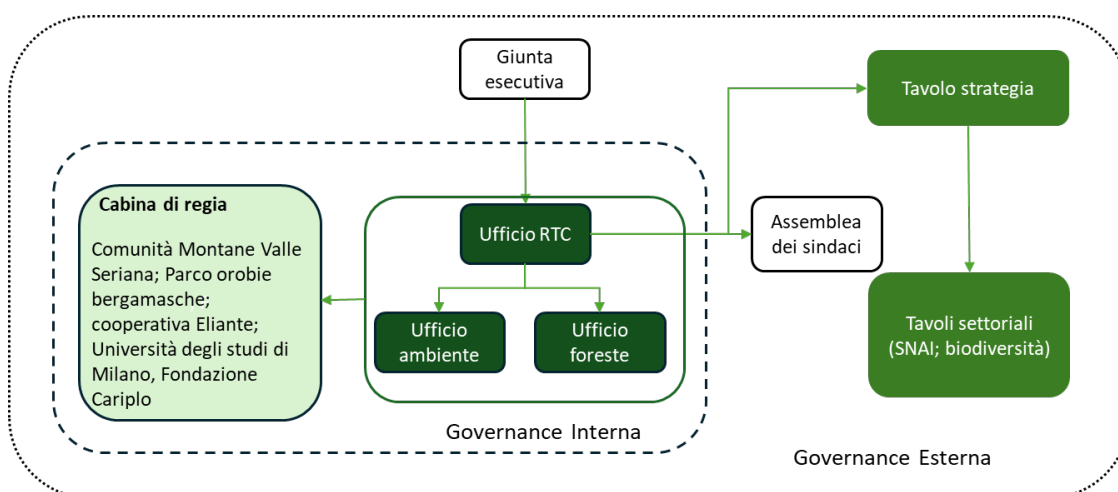 Giunta
esecutiva
Tavolo strategia
Cabina di regia
Comunità Montane Valle
Seriana; Parco orobie
bergamasche;
cooperativa Eliante;
Università degli studi di
Milano, Fondazione
Cariplo
Ufficio RTC
Assemblea
dei sindaci
Ufficio
ambiente
Ufficio
foreste
Tavoli settoriali
(SNAI; biodiversità)
Governance Interna
Governance Esterna